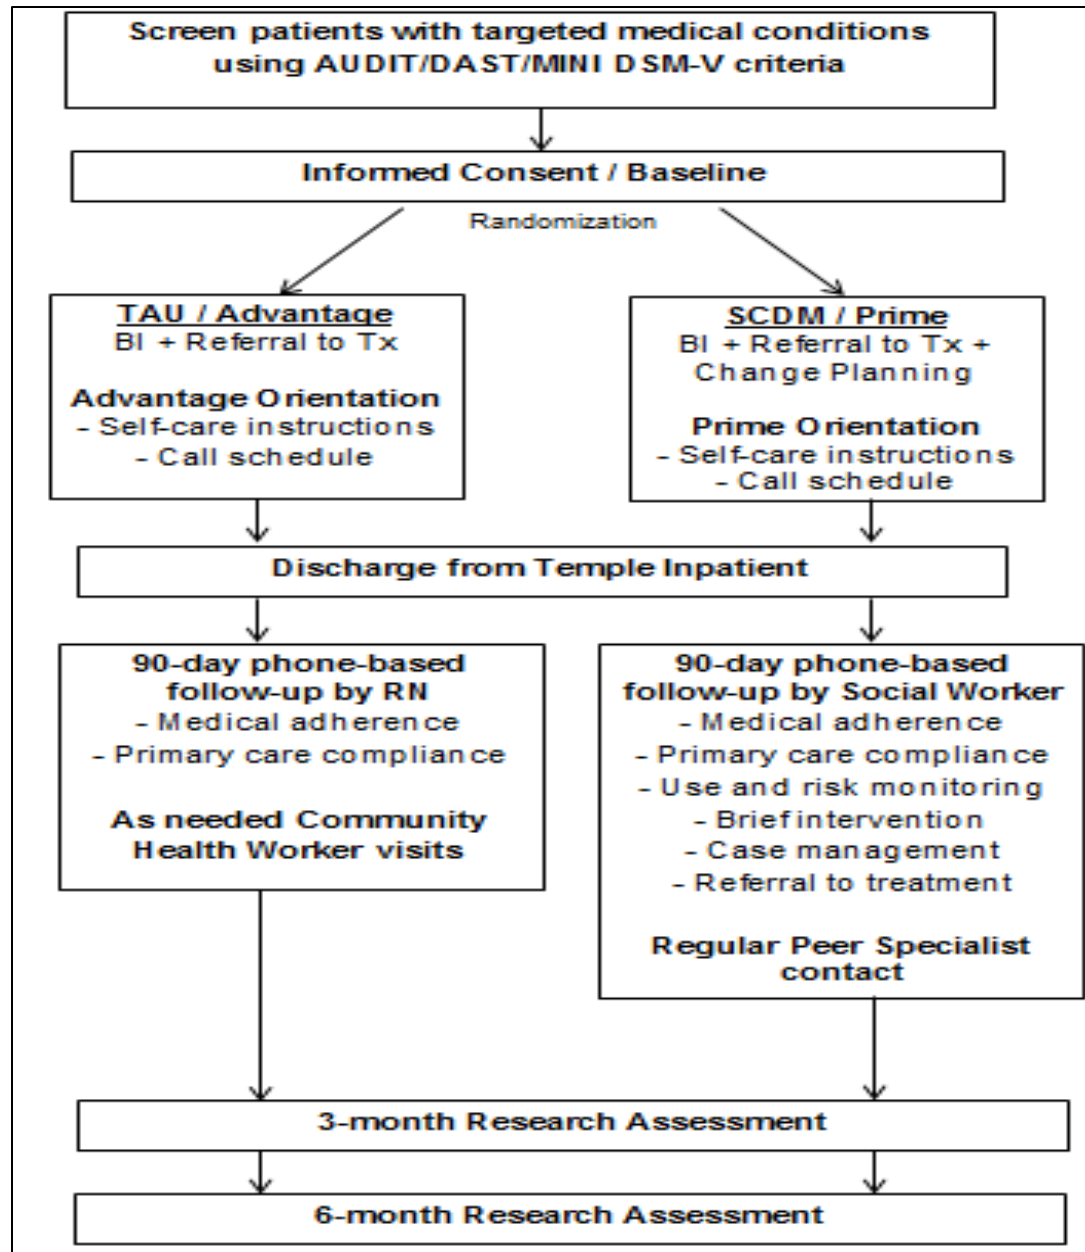 Screen patients with targeted medical conditions
using AUDIT/DAST/MINI DSM-V criteria
Informed Consent / Baseline
Randomization
TAU / Advantage
BI + Referral to Tx
Advantage Orientation
- Self-care instructions
- Call schedule
SCDM / Prime
BI + Referral to Tx +
Change Planning
Prime Orientation
- Self-care instructions
- Call schedule
Discharge from Temple Inpatient
90-day phone-based
follow-up by RN
- Medical adherence
- Primary care compliance
As needed Community
Health Worker visits
90-day phone-based
follow-up by Social Worker
- Medical adherence
- Primary care compliance
- Use and risk monitoring
- Brief intervention
- Case management
- Referral to treatment
Regular Peer Specialist
contact
3-month Research Assessment
6-month Research Assessment